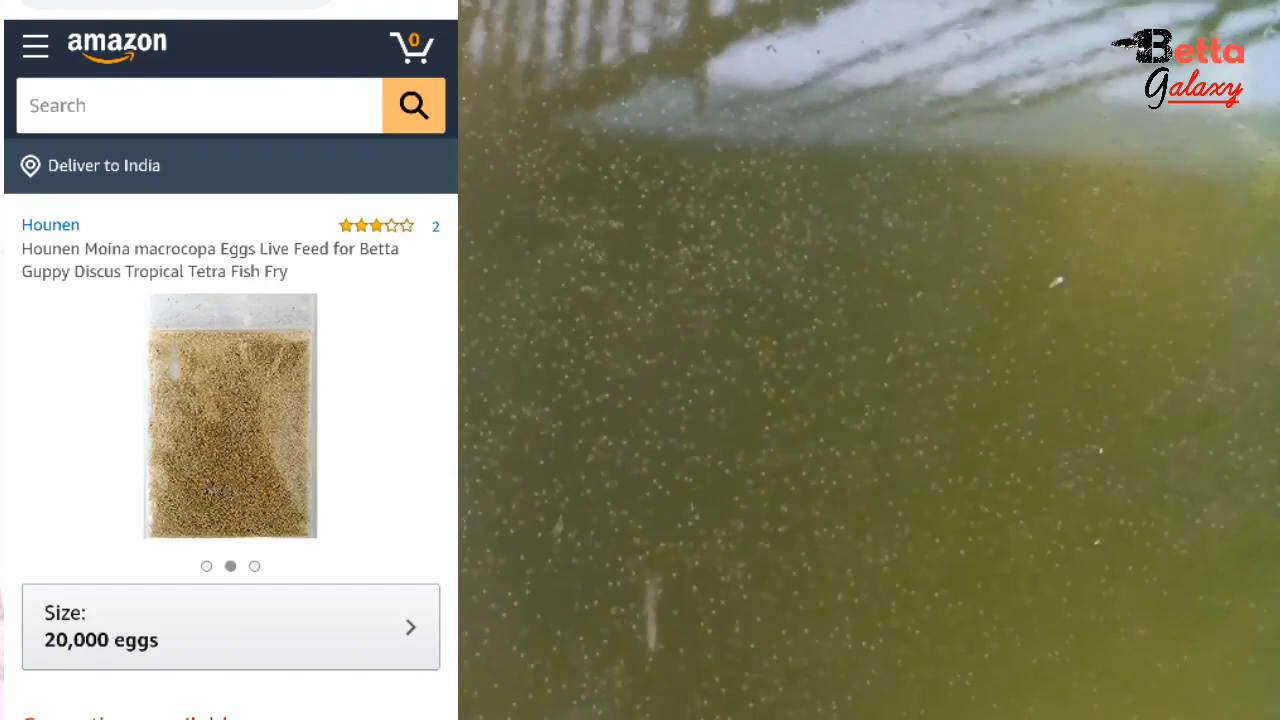 amazon
0
Search
Deliver to India
Hounen
2
Hounen Moina macrocopa Eggs Live Feed for Betta
Guppy Discus Tropical Tetra Fish Fry
Size:
20,000 eggs
Betta
Galaxy